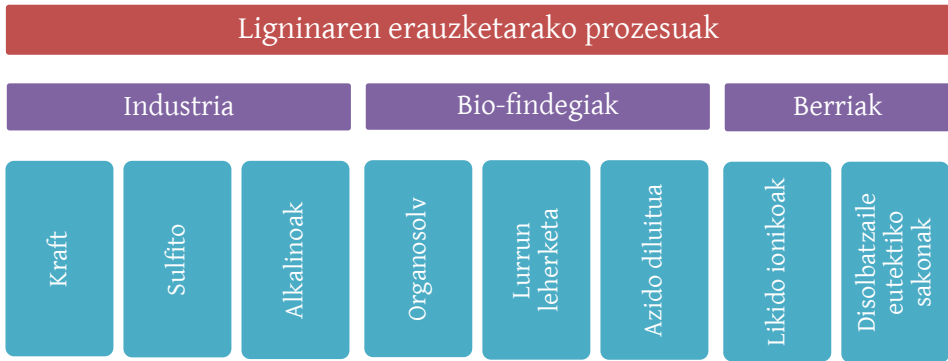 Ligninaren erauzketarako prozesuak
Industria
Bio-findegiak
Berriak
Kraft
Sulfito
Alkalinoak
Organosolv
Lurrun
leherketa
Azido diluitua
Likido ionikoak
Disolbatzaile
eutektiko
sakonak